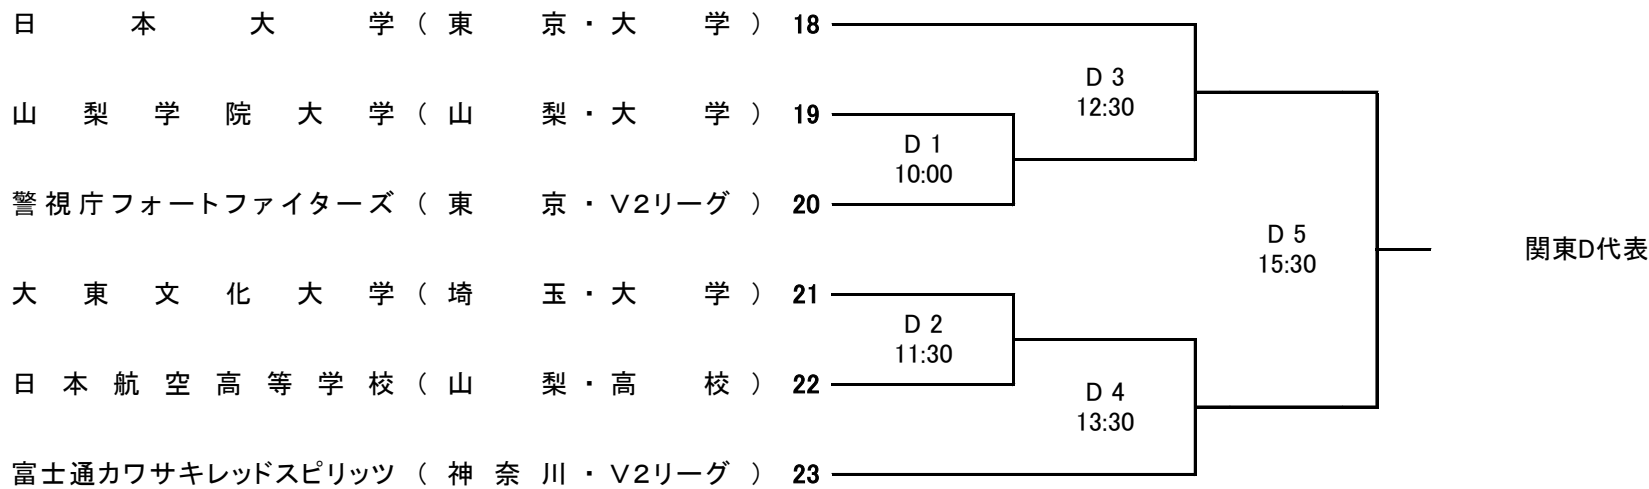 日本大学（東京・大学）18
D 3
12:30
山梨学院大学（山梨・大学）19
D 1
10:00
警視庁フォートファイターズ（東京・V2リーグ）20
D 5
15:30
関東D代表
大東文化大学（埼玉・大学）21
D 2
11:30
日本航空高等学校（山梨・高校）22
D 4
13:30
富士通カワサキレッドスピリッツ（神奈川・V2リーグ）23